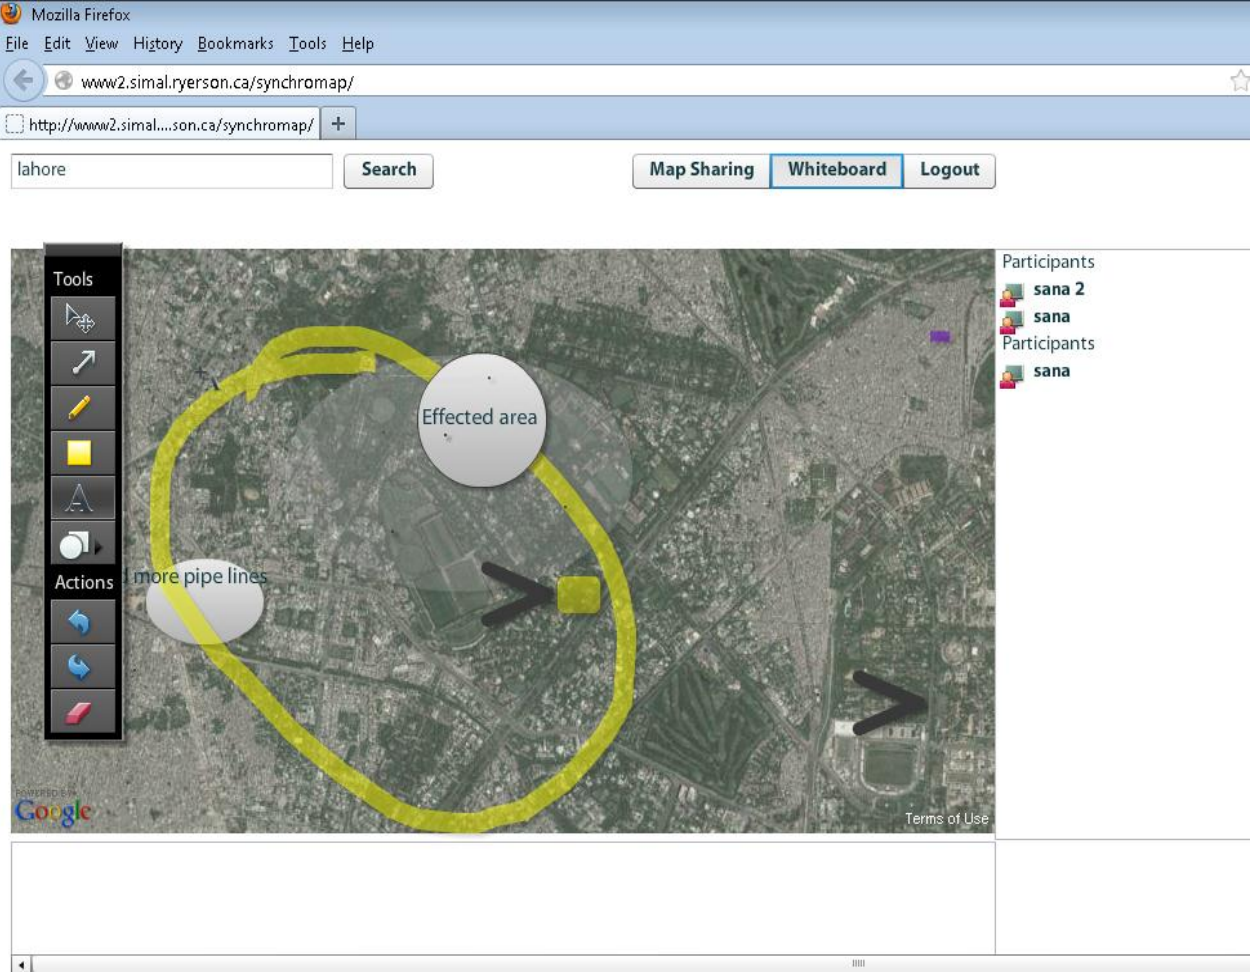 Mozilla Firefox
File Edit View History Bookmarks Tools Help
www2.simal.ryerson.ca/synchromap/
http://www2.simal....son.ca/synchromap/ +
lahore Search Map Sharing Whiteboard Logout
Tools
Participants
sana 2
sana
Participants
sana
Effected area
more pipe lines
Actions
POWERED BY
Google
Terms of Use